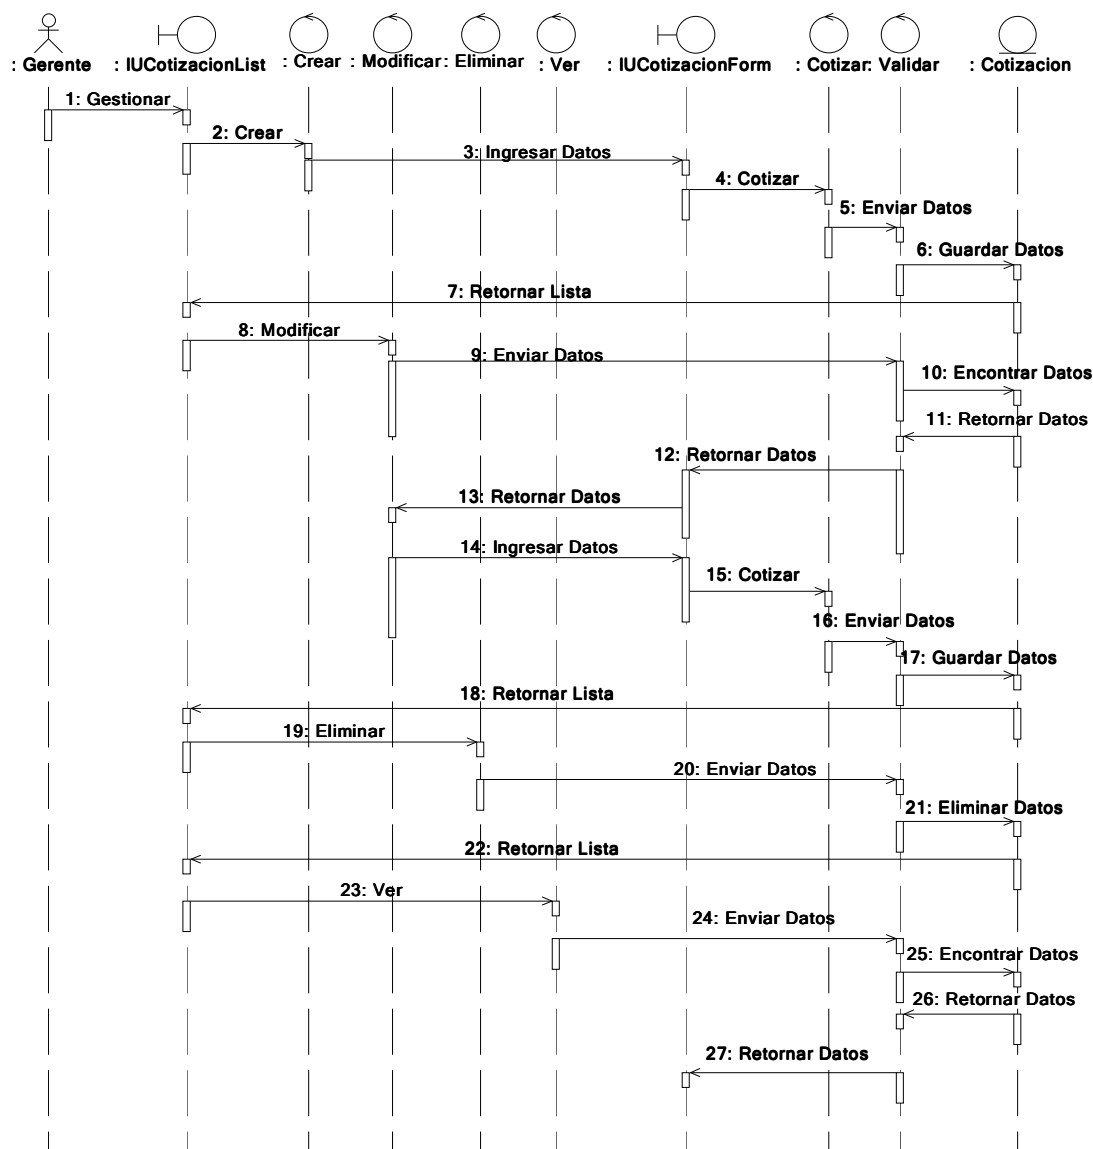 : Gerente
: IUCotizacionList
: Crear
: Modificar
: Eliminar
: Ver
: IUCotizacionForm
: Cotizar
: Validar
: Cotizacion
1: Gestionar
2: Crear
3: Ingresar Datos
4: Cotizar
5: Enviar Datos
6: Guardar Datos
7: Retornar Lista
8: Modificar
9: Enviar Datos
10: Encontrar Datos
11: Retornar Datos
12: Retornar Datos
13: Retornar Datos
14: Ingresar Datos
15: Cotizar
16: Enviar Datos
17: Guardar Datos
18: Retornar Lista
19: Eliminar
20: Enviar Datos
21: Eliminar Datos
22: Retornar Lista
23: Ver
24: Enviar Datos
25: Encontrar Datos
26: Retornar Datos
27: Retornar Datos